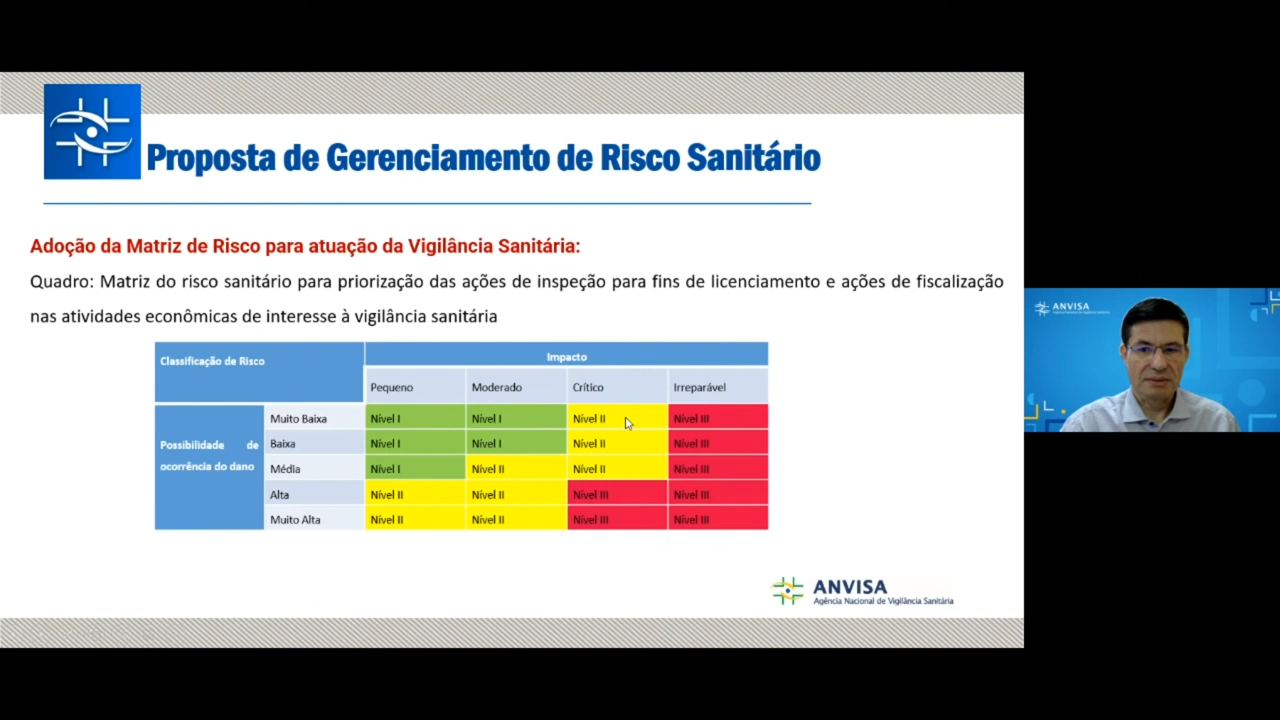 Proposta de Gerenciamento de Risco Sanitário
Adoção da Matriz de Risco para atuação da Vigilância Sanitária:
Quadro: Matriz do risco sanitário para priorização das ações de inspeção para fins de licenciamento e ações de fiscalização
nas atividades econômicas de interesse à vigilância sanitária
Classificação de Risco
Impacto
Pequeno Moderado Crítico Irreparável
Possibilidade de
ocorrência do dano
Muito Baixa Nível I Nível I Nível II Nível III
Baixa Nível I Nível I Nível II Nível III
Média Nível I Nível II Nível II Nível III
Alta Nível II Nível II Nível III Nível III
Muito Alta Nível II Nível II Nível III Nível III
ANVISA
Agência Nacional de Vigilância Sanitária
ANVISA